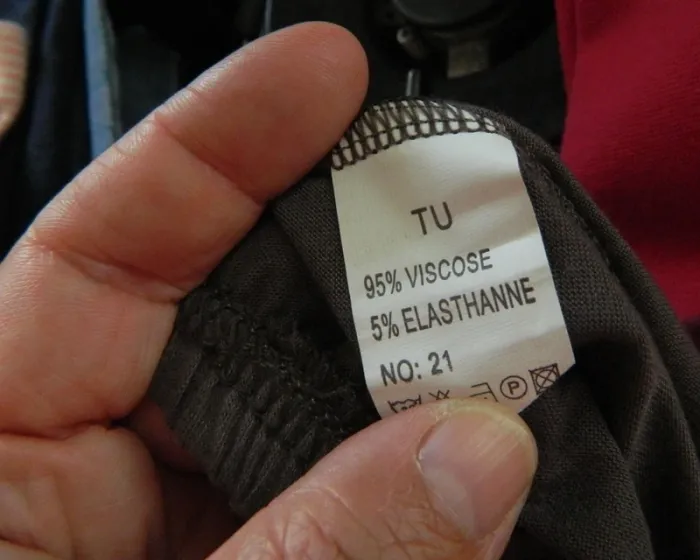 TU
95% VISCOSE
5% ELASTHANNE
NO: 21
P